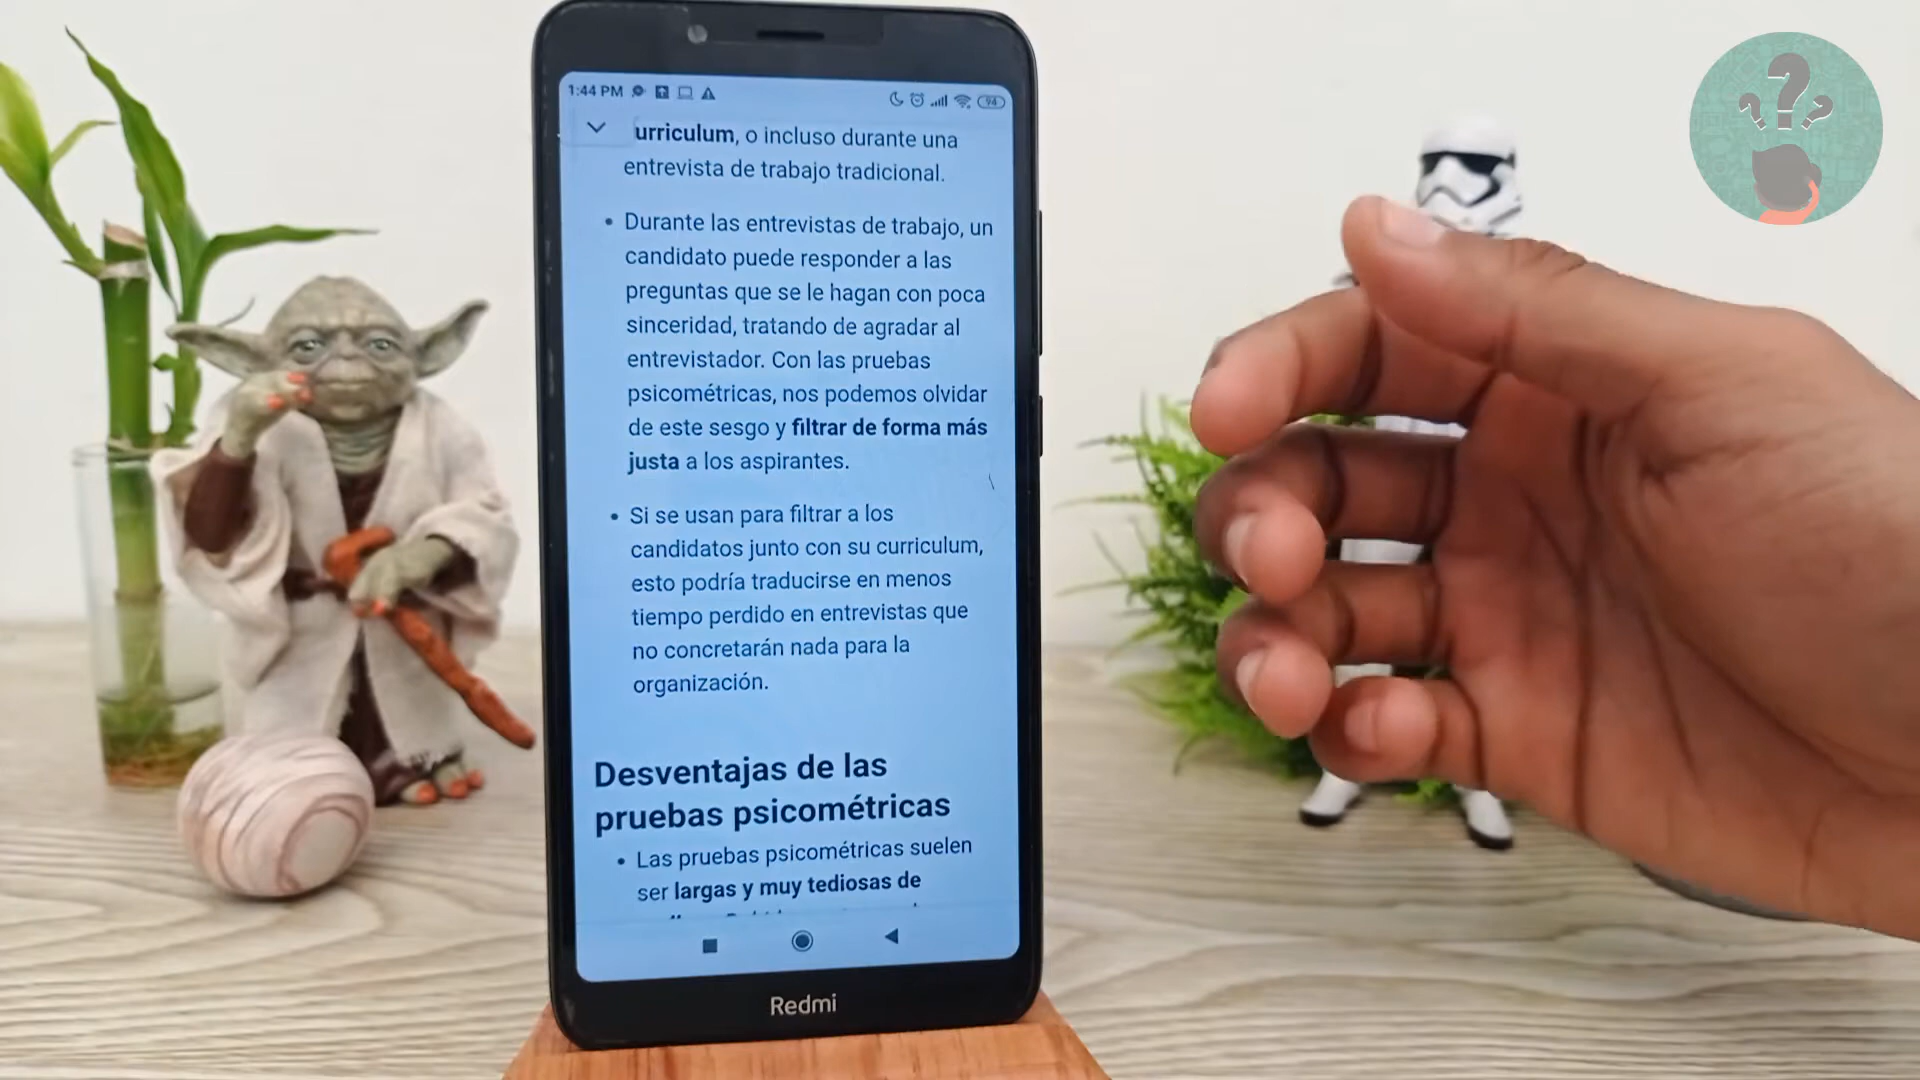 1:44 PM
94
urriculum, o incluso durante una
entrevista de trabajo tradicional.
• Durante las entrevistas de trabajo, un
candidato puede responder a las
preguntas que se le hagan con poca
sinceridad, tratando de agradar al
entrevistador. Con las pruebas
psicométricas, nos podemos olvidar
de este sesgo y filtrar de forma más
justa a los aspirantes.
• Si se usan para filtrar a los
candidatos junto con su curriculum,
esto podría traducirse en menos
tiempo perdido en entrevistas que
no concretarán nada para la
organización.
Desventajas de las
pruebas psicométricas
• Las pruebas psicométricas suelen
ser largas y muy tediosas de
Redmi
???